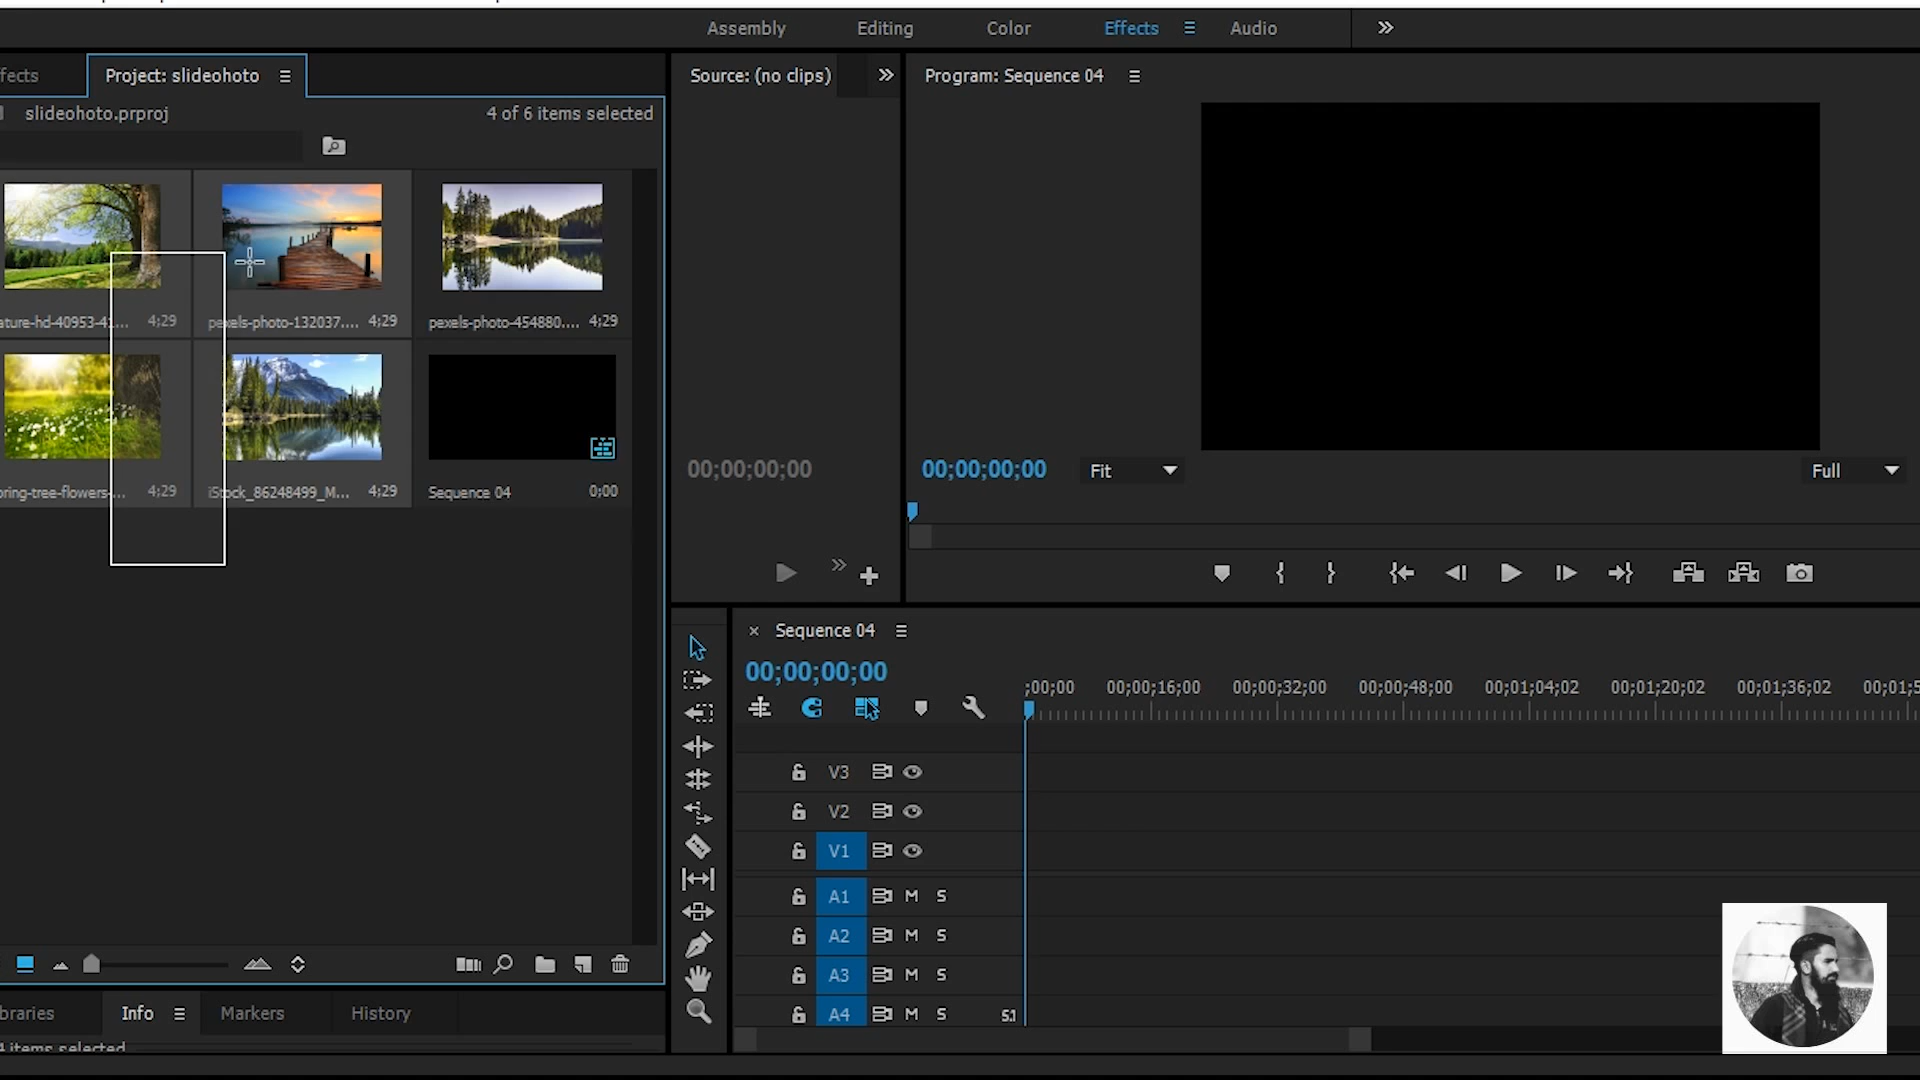 Assembly
Editing
Color
Effects
Audio
fects
Project: slideohoto
Source: (no clips)
Program: Sequence 04
slideohoto.prproj
4 of 6 items selected
ature-hd-40953-41...
4;29
pexels-photo-132037....
4;29
pexels-photo-454880....
4;29
oring-tree-flowers-...
4;29
iStock_86248499_M...
4;29
Sequence 04
0;00
00;00;00;00
00;00;00;00
Fit
Full
Sequence 04
00;00;00;00
;00;00
00;00;16;00
00;00;32;00
00;00;48;00
00;01;04;02
00;01;20;02
00;01;36;02
00;01;5
V3
V2
V1
A1 M S
A2 M S
A3 M S
A4 M S 5.1
braries
Info
Markers
History
4 items selected